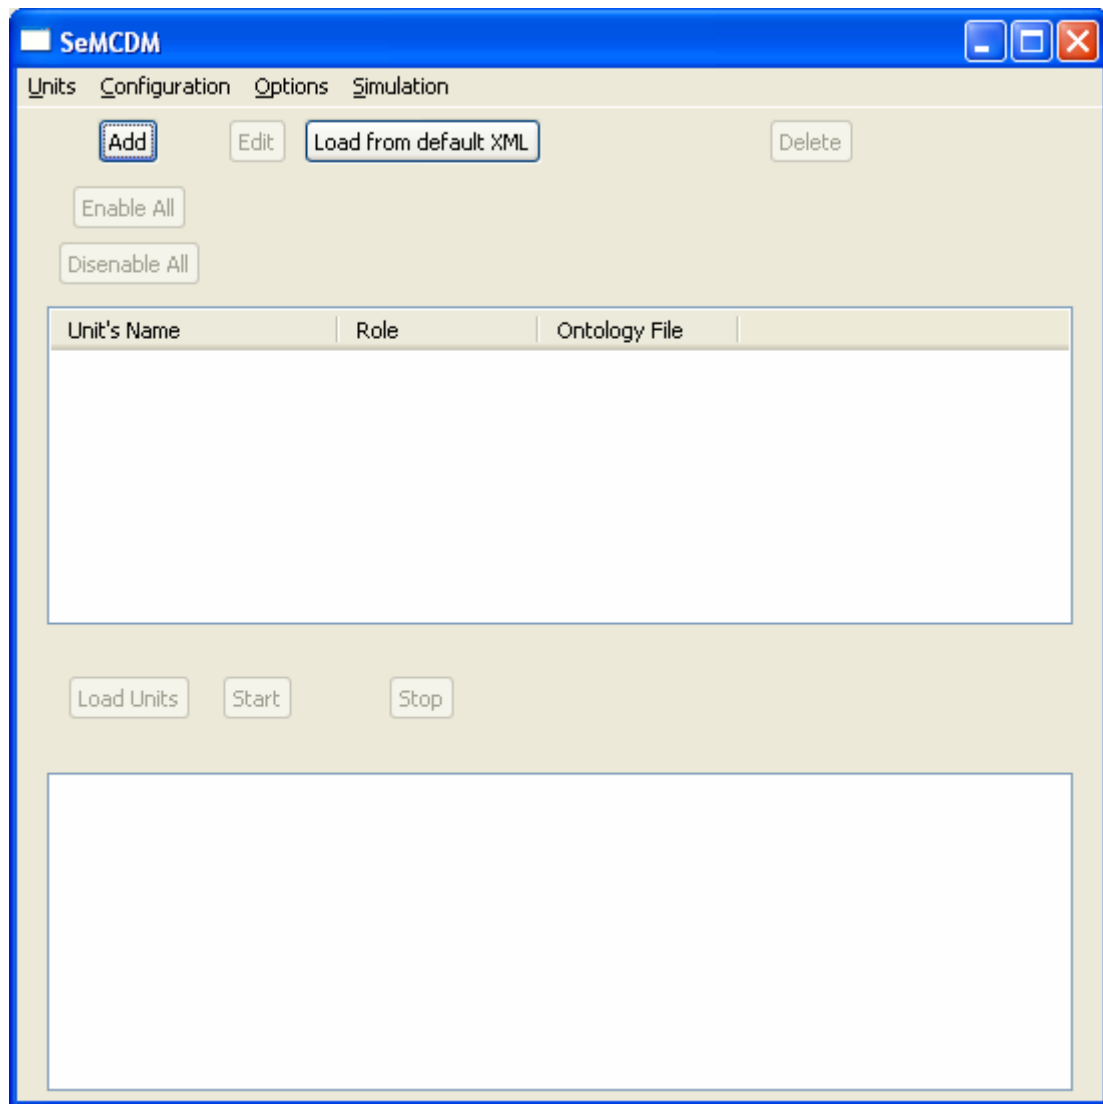 SeMCDM
Units Configuration Options Simulation
Add Edit Load from default XML Delete
Enable All
Disenable All
Unit's Name Role Ontology File
Load Units Start Stop